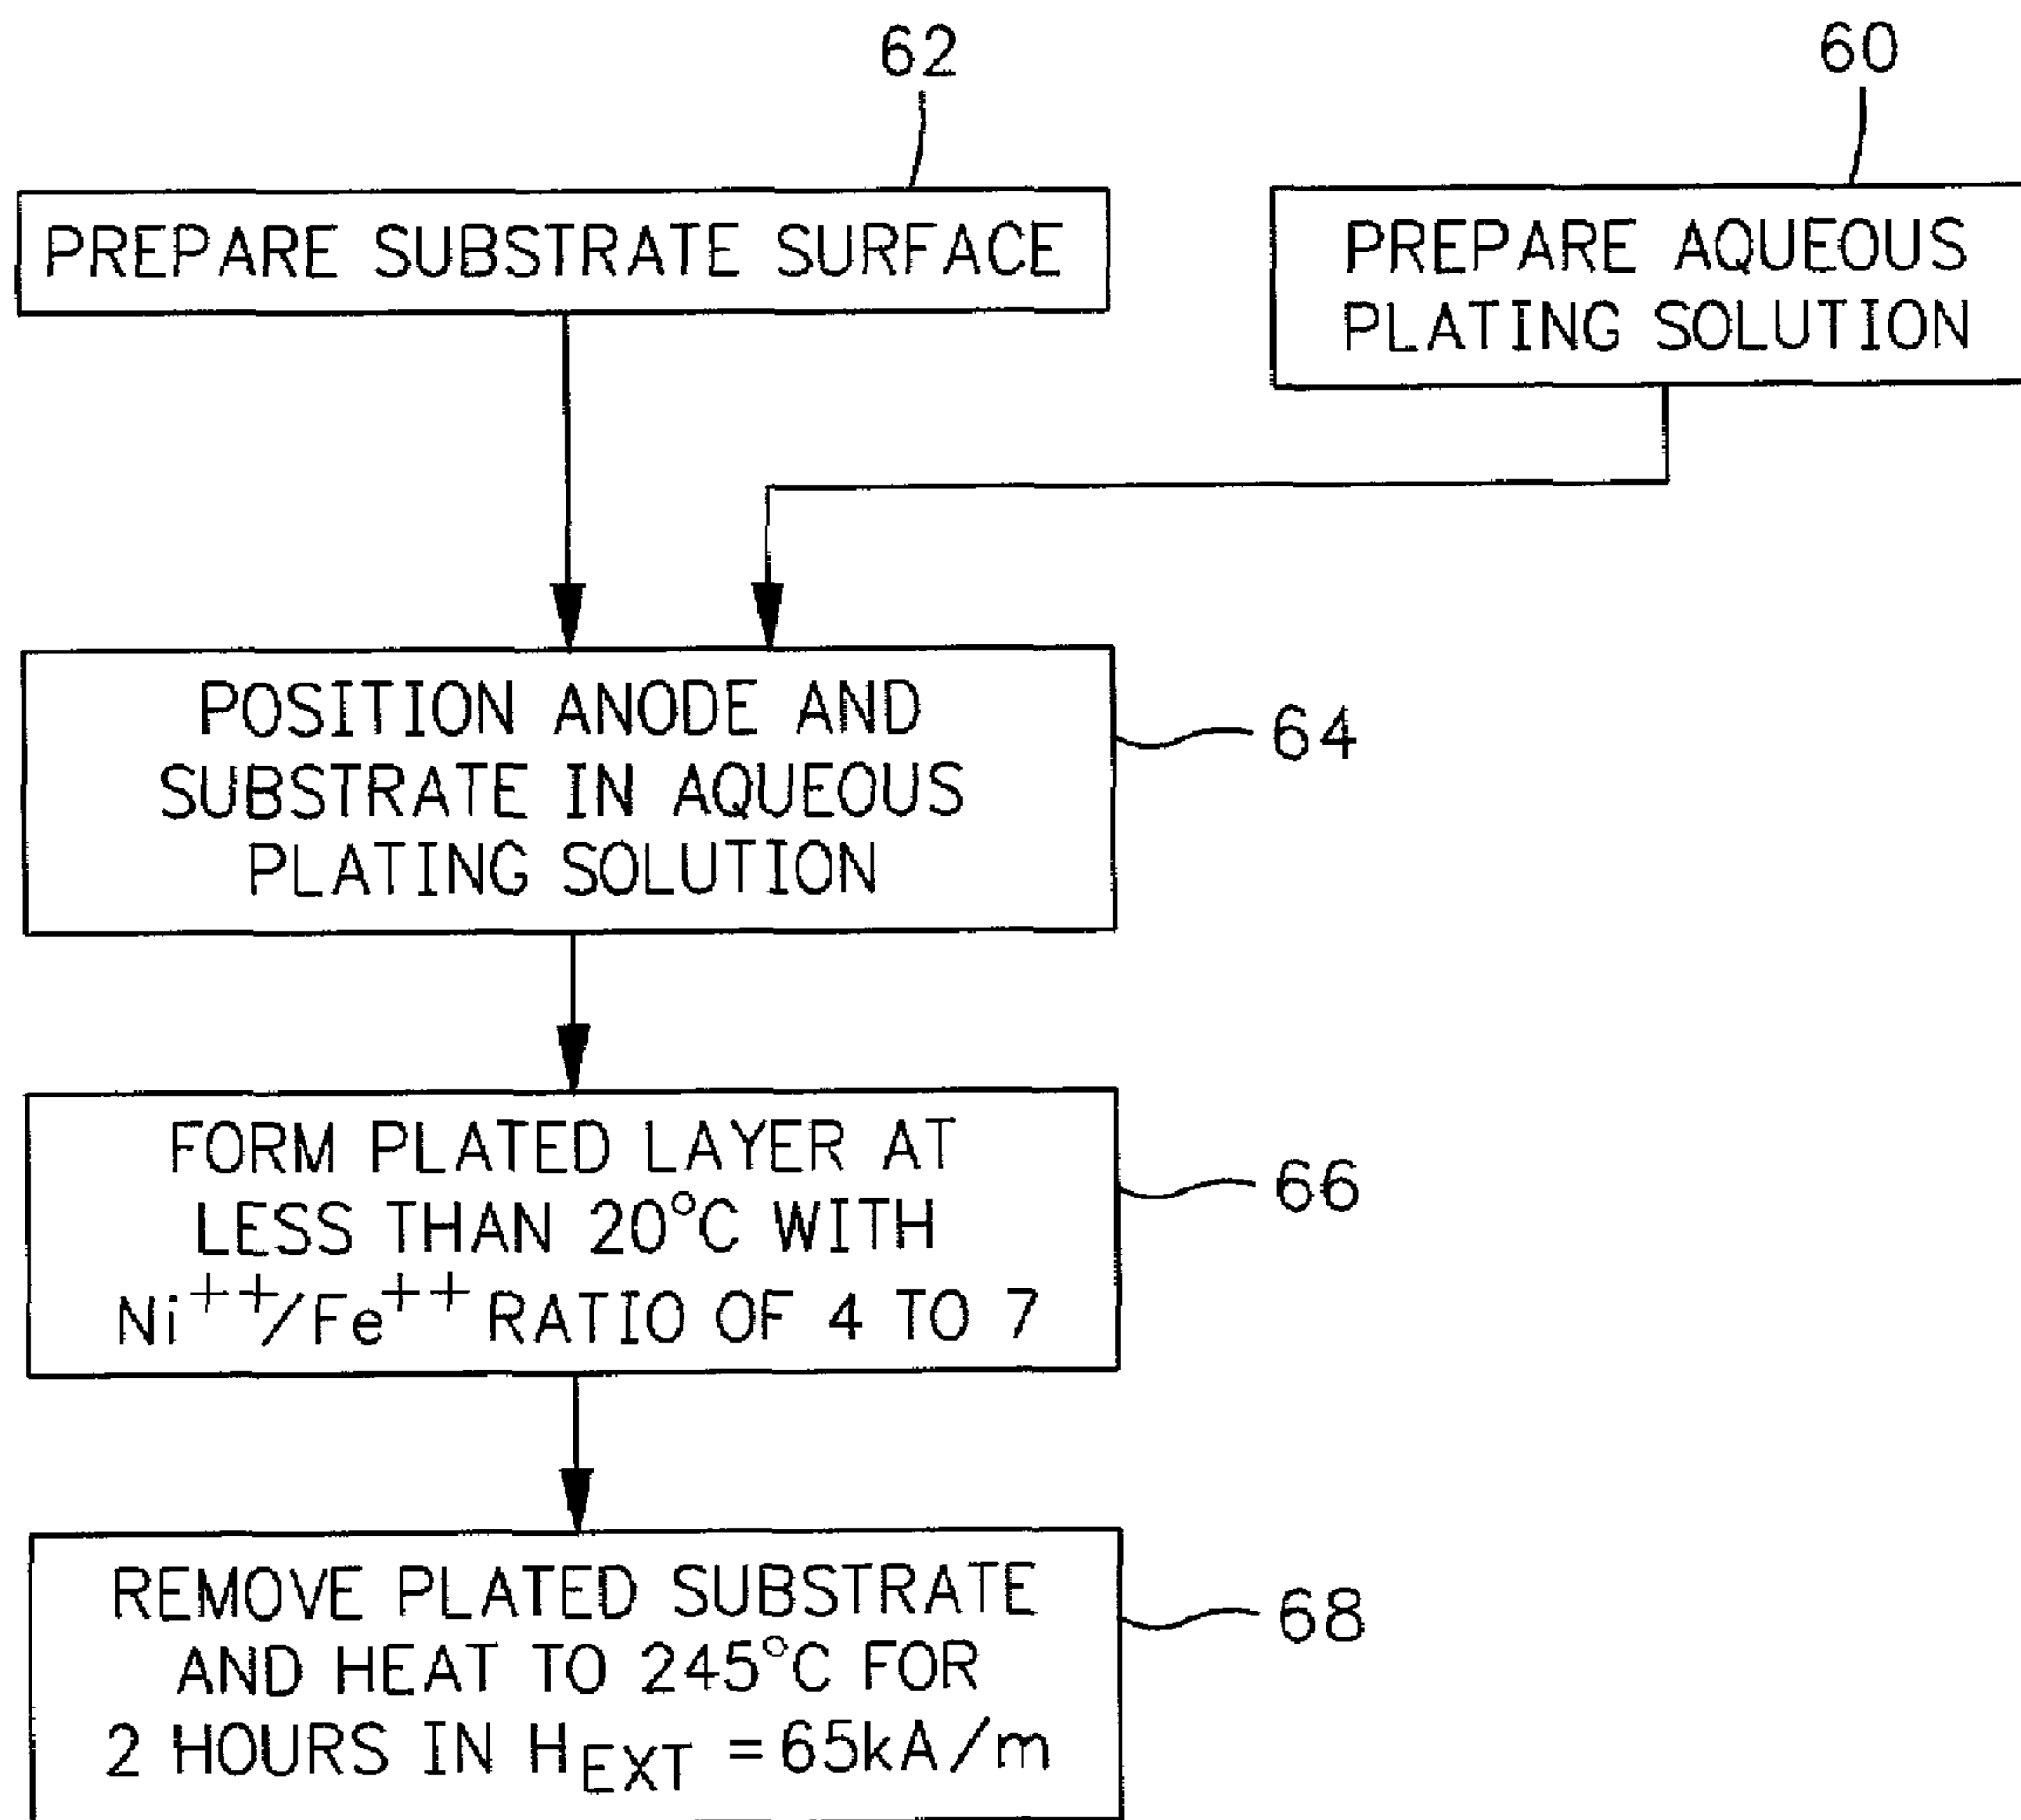 62
60
PREPARE SUBSTRATE SURFACE
PREPARE AQUEOUS
PLATING SOLUTION
POSITION ANODE AND
SUBSTRATE IN AQUEOUS
PLATING SOLUTION
64
FORM PLATED LAYER AT
LESS THAN 20°C WITH
Ni++/Fe++ RATIO OF 4 TO 7
66
REMOVE PLATED SUBSTRATE
AND HEAT TO 245°C FOR
2 HOURS IN HEXT =65kA/m
68